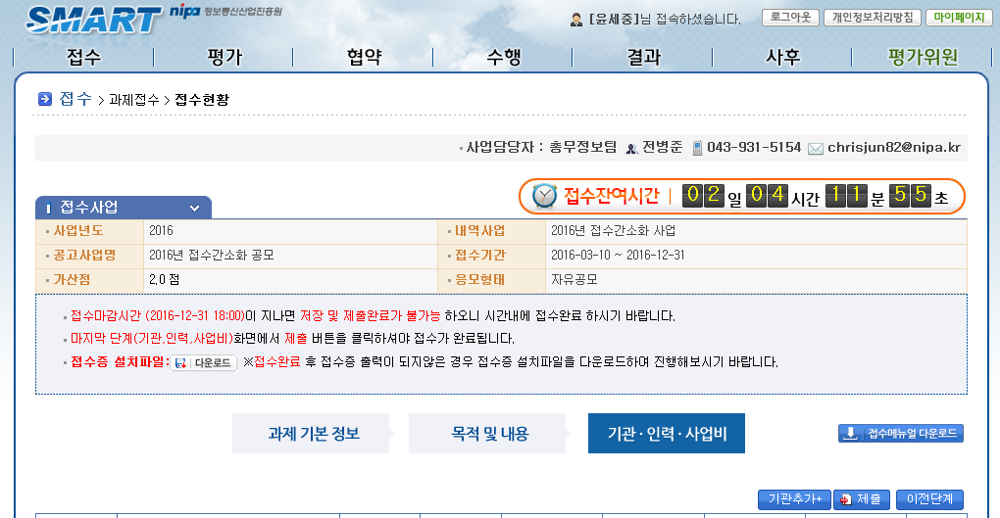 SMART nipa 정보통신산업진흥원
[윤세중]님 접속하셨습니다. 로그아웃 개인정보처리방침 마이페이지
접수 평가 협약 수행 결과 사후 평가위원
접수 > 과제접수 > 접수현황
사업담당자 : 총무정보팀 전병준 043-931-5154 chrisjun82@nipa.kr
접수사업
접수잔여시간 02 일 04 시간 11 분 55 초
사업년도 2016 내역사업 2016년 접수간소화 사업
공고사업명 2016년 접수간소화 공모 접수기간 2016-03-10 ~ 2016-12-31
가산점 2.0 점 응모형태 자유공모
접수마감시간 (2016-12-31 18:00)이 지나면 저장 및 제출완료가 불가능 하오니 시간내에 접수완료 하시기 바랍니다.
마지막 단계(기관,인력,사업비)화면에서 제출 버튼을 클릭하셔야 접수가 완료됩니다.
접수증 설치파일: 다운로드 ※접수완료 후 접수증 출력이 되지않은 경우 접수증 설치파일을 다운로드하여 진행해보시기 바랍니다.
과제 기본 정보 목적 및 내용 기관·인력·사업비 접수메뉴얼 다운로드
기관추가+ 제출 이전단계